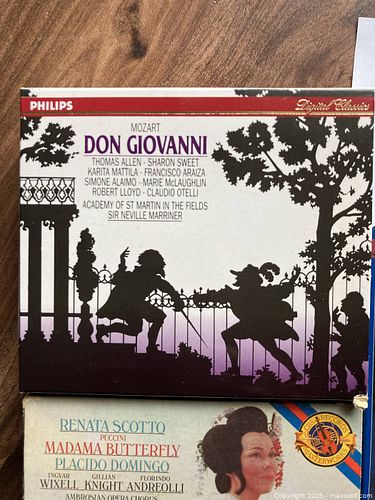 PHILIPS
Digital Classics
MOZART
DON GIOVANNI
THOMAS ALLEN · SHARON SWEET
KARITA MATTILA · FRANCISCO ARAIZA
SIMONE ALAIMO · MARIE McLAUGHLIN
ROBERT LLOYD · CLAUDIO OTELLI
ACADEMY OF ST MARTIN IN THE FIELDS
SIR NEVILLE MARRINER
RENATA SCOTTO
PUCCINI
MADAMA BUTTERFLY
PLACIDO DOMINGO
INGVAR GILLIAN FLORINDO
WIXELL KNIGHT ANDREOLLI
AMBROSIAN OPERA CHORUS
Copyright 2025 - maxsold.com